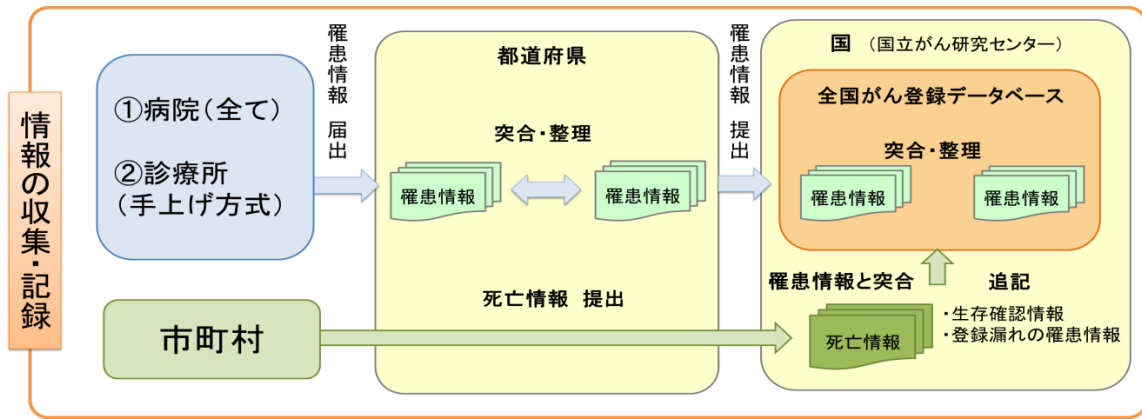 情報の収集・記録
①病院(全て)
②診療所
(手上げ方式)
市町村
罹患情報 届出
都道府県
突合・整理
罹患情報
罹患情報
死亡情報 提出
罹患情報 提出
国 (国立がん研究センター)
全国がん登録データベース
突合・整理
罹患情報
罹患情報
罹患情報と突合
追記
死亡情報
・生存確認情報
・登録漏れの罹患情報